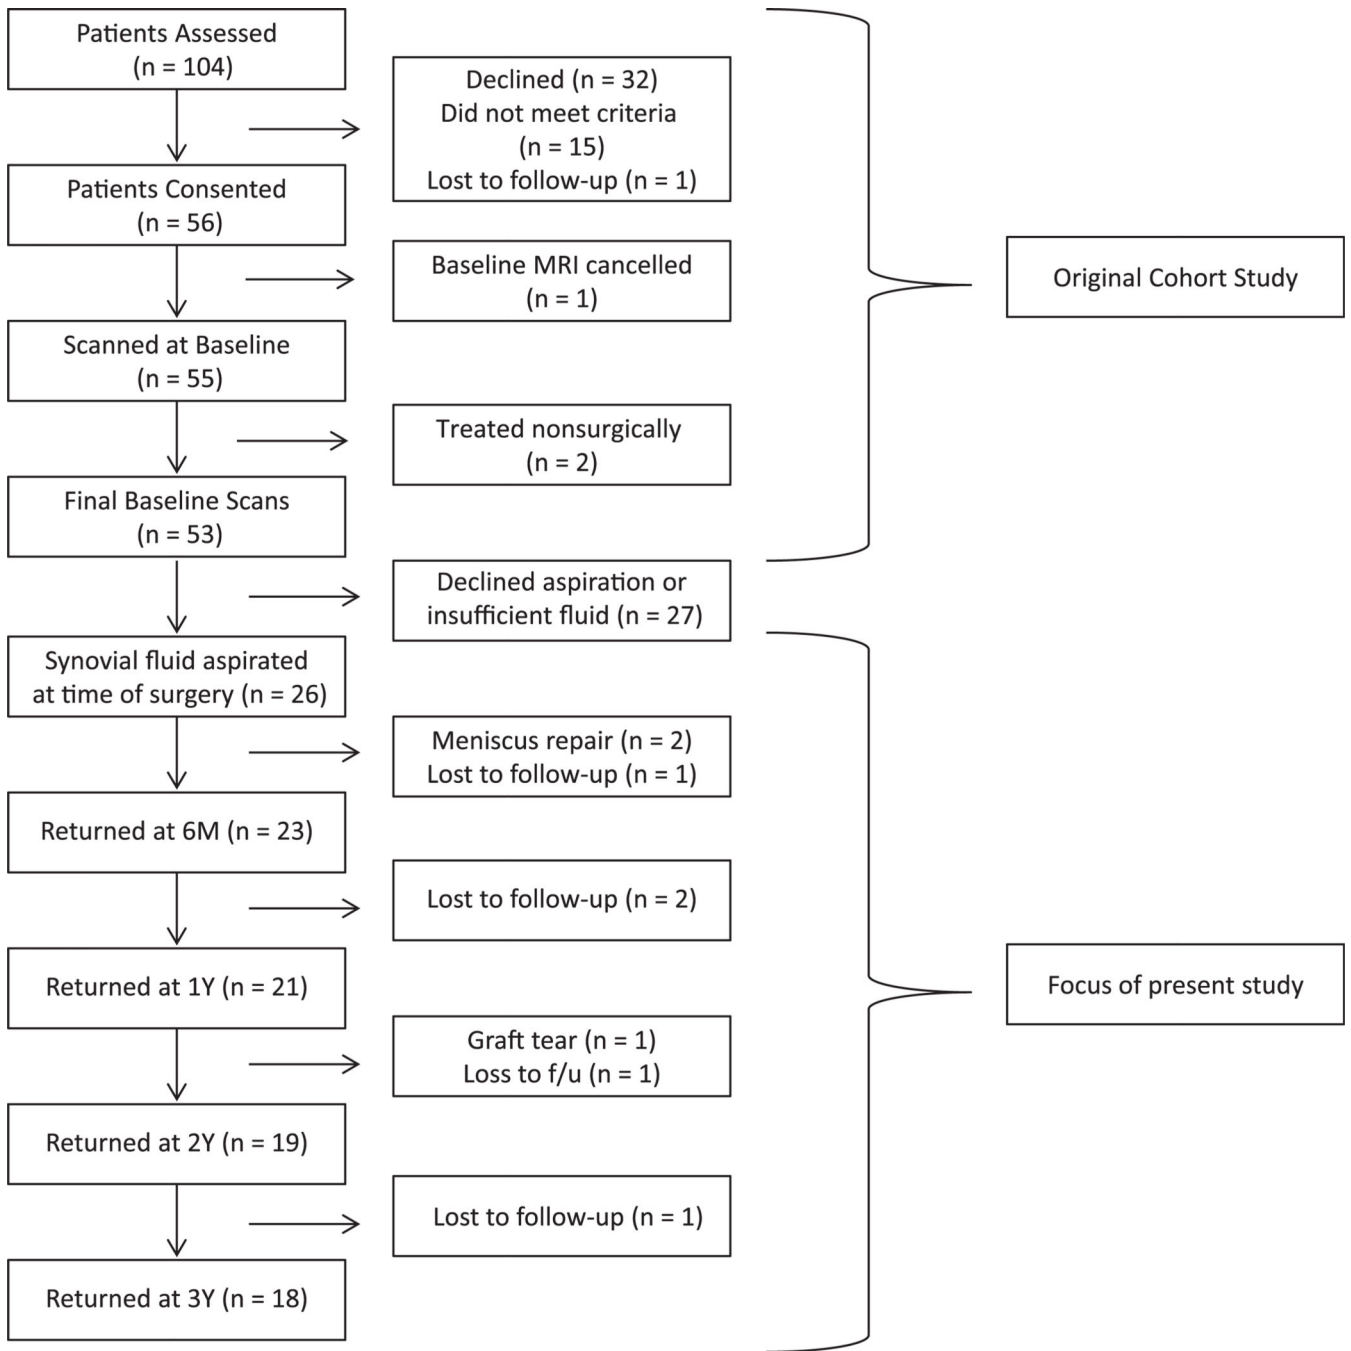 Patients Assessed
(n = 104)
Declined (n = 32)
Did not meet criteria
(n = 15)
Lost to follow-up (n = 1)
Patients Consented
(n = 56)
Baseline MRI cancelled
(n = 1)
Original Cohort Study
Scanned at Baseline
(n = 55)
Treated nonsurgically
(n = 2)
Final Baseline Scans
(n = 53)
Declined aspiration or
insufficient fluid (n = 27)
Synovial fluid aspirated
at time of surgery (n = 26)
Meniscus repair (n = 2)
Lost to follow-up (n = 1)
Returned at 6M (n = 23)
Lost to follow-up (n = 2)
Returned at 1Y (n = 21)
Focus of present study
Graft tear (n = 1)
Loss to f/u (n = 1)
Returned at 2Y (n = 19)
Lost to follow-up (n = 1)
Returned at 3Y (n = 18)